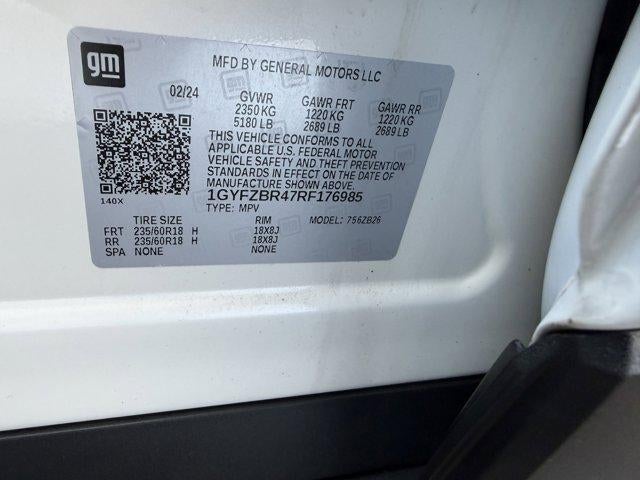 gm
MFD BY GENERAL MOTORS LLC
02/24 GVWR GAWR FRT GAWR RR
2350 KG 1220 KG 1220 KG
5180 LB 2689 LB 2689 LB
THIS VEHICLE CONFORMS TO ALL
APPLICABLE U.S. FEDERAL MOTOR
VEHICLE SAFETY AND THEFT PREVENTION
STANDARDS IN EFFECT ON THE DATE OF
MANUFACTURE SHOWN ABOVE.
140X 1GYFZBR47RF176985
TYPE: MPV MODEL: 756ZB26
TIRE SIZE RIM
FRT 235/60R18 H 18X8J
RR 235/60R18 H 18X8J
SPA NONE NONE